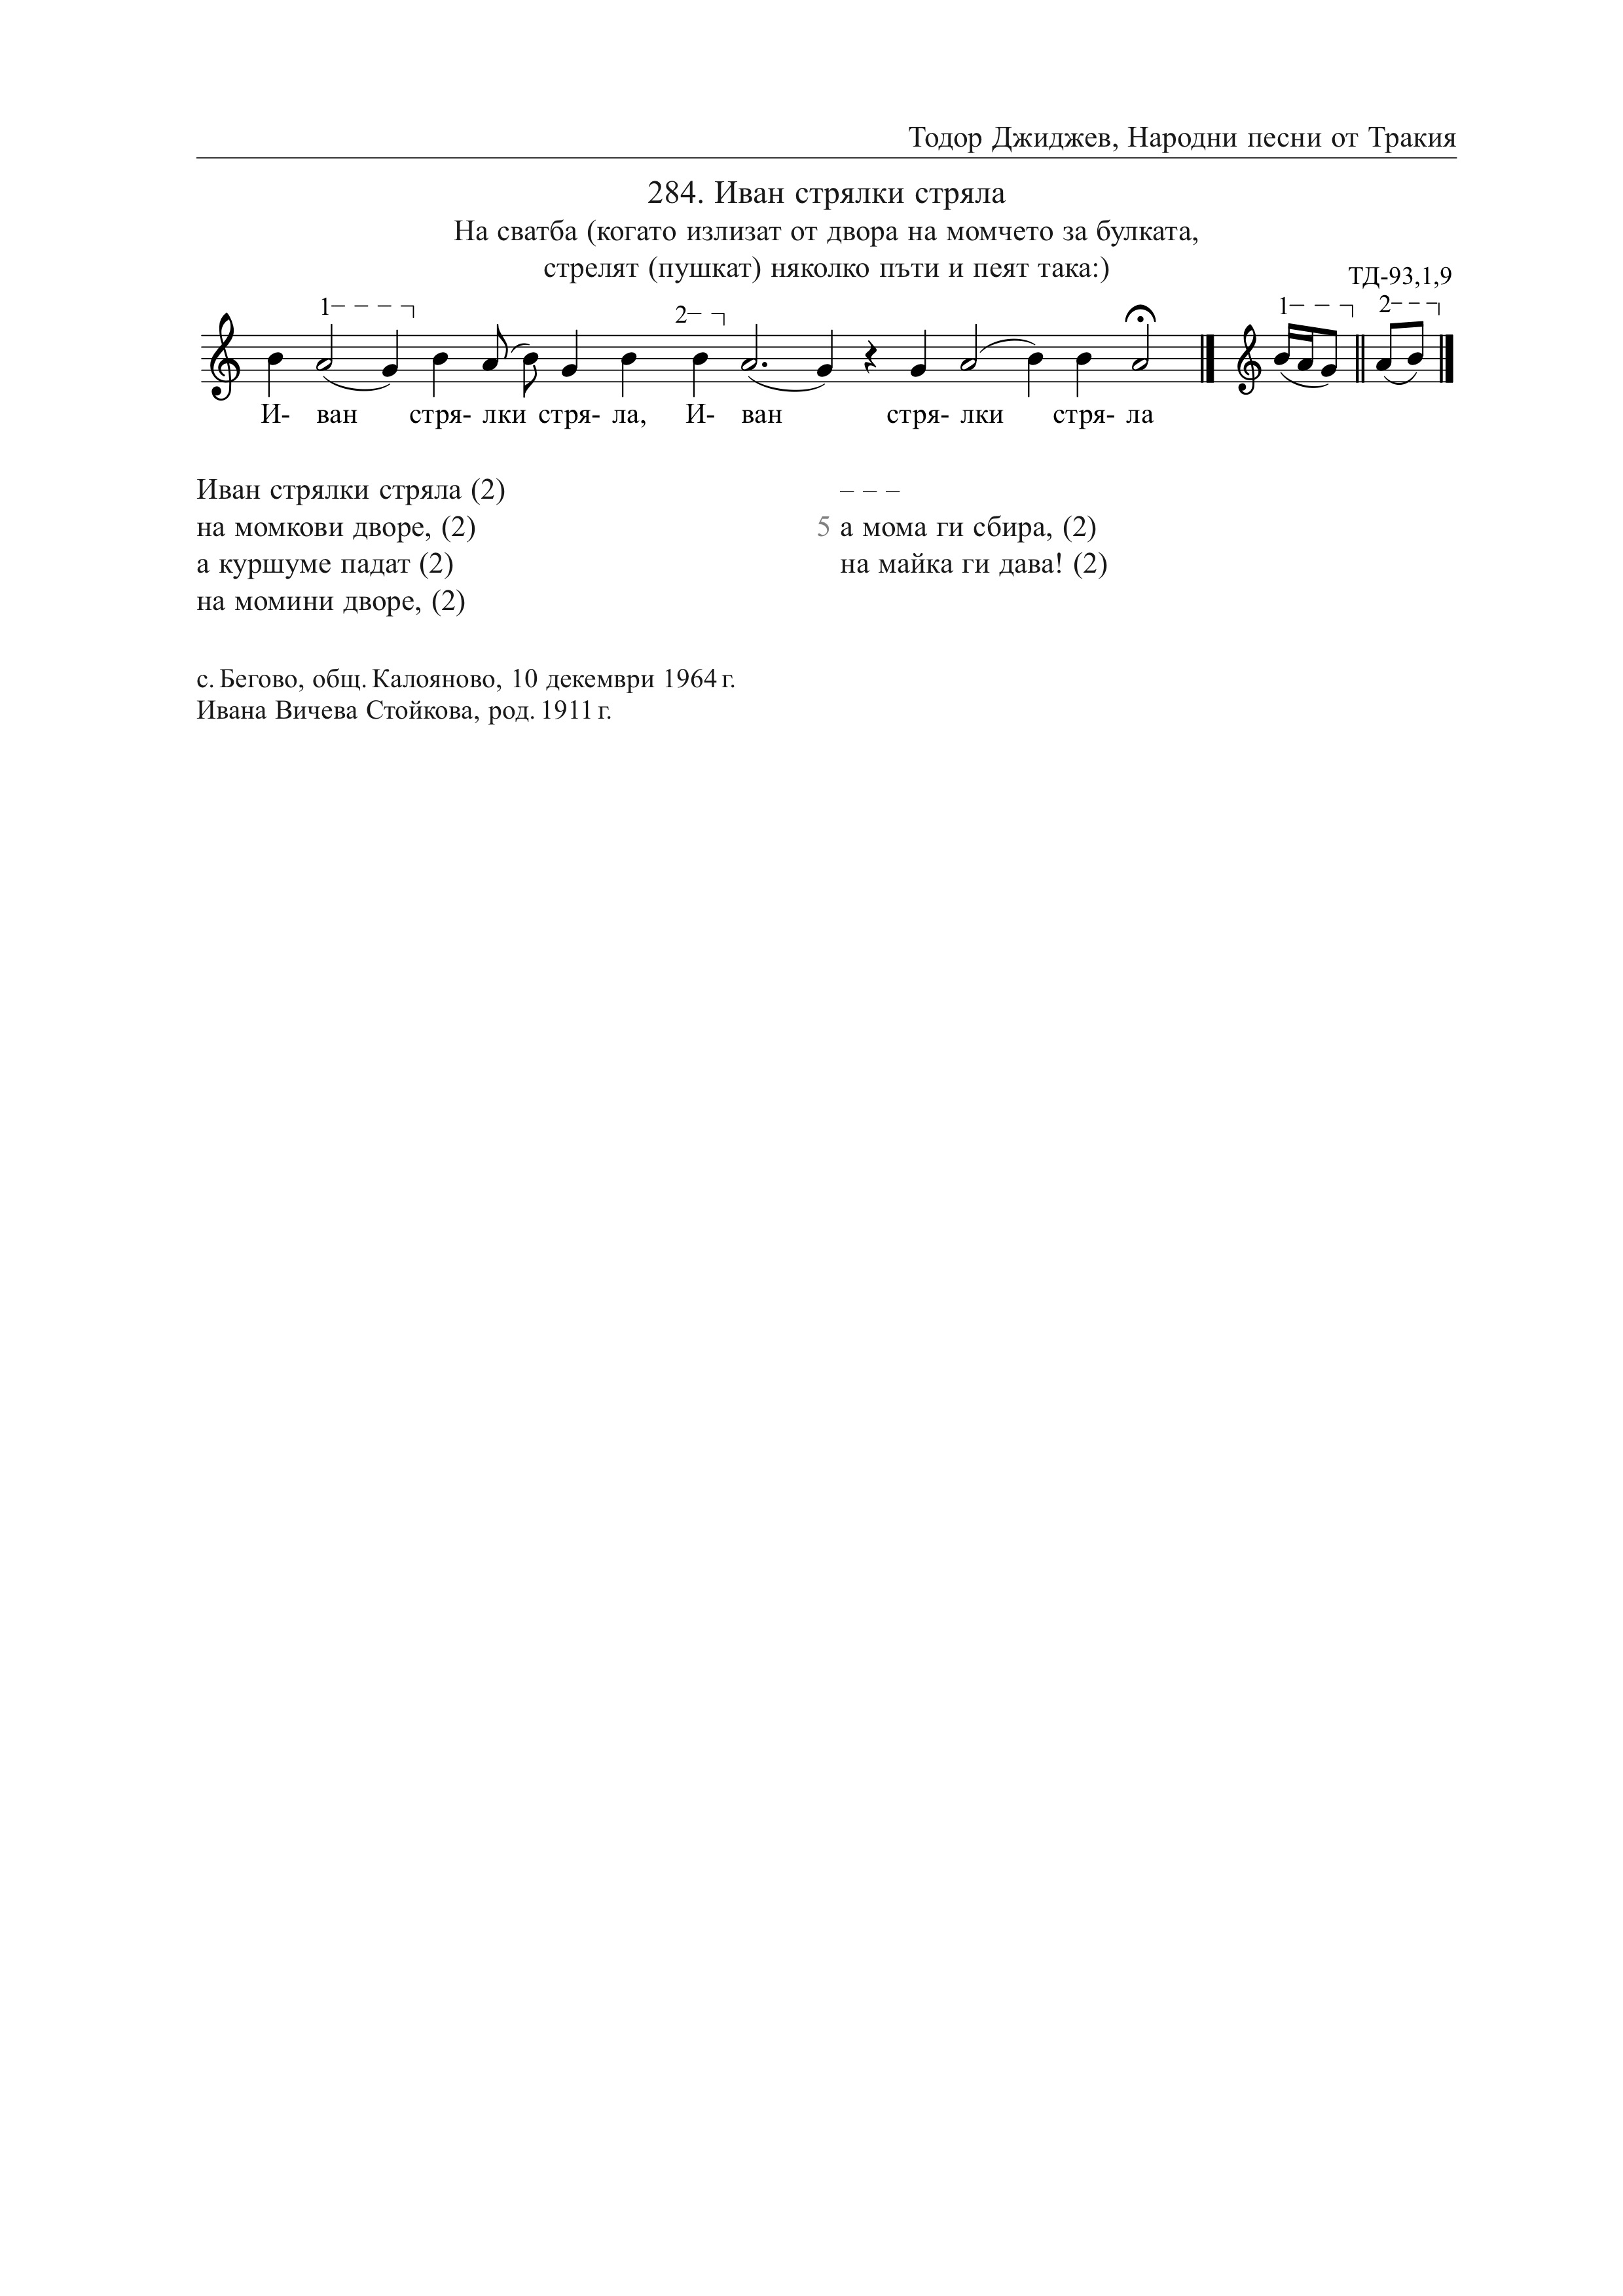 Тодор Джиджев, Народни песни от Тракия
284. Иван стрялки стряла
На сватба (когато излизат от двора на момчето за булката,
стрелят (пушкат) няколко пъти и пеят така:)
ТД-93,1,9
1 2 1 2
И- ван стря- лки стря- ла, И- ван стря- лки стря- ла
Иван стрялки стряла (2)
на момкови дворе, (2)
а куршуме падат (2)
на момини дворе, (2)
– – –
5 а мома ги сбира, (2)
на майка ги дава! (2)
с. Бегово, общ. Калояново, 10 декември 1964 г.
Ивана Вичева Стойкова, род. 1911 г.